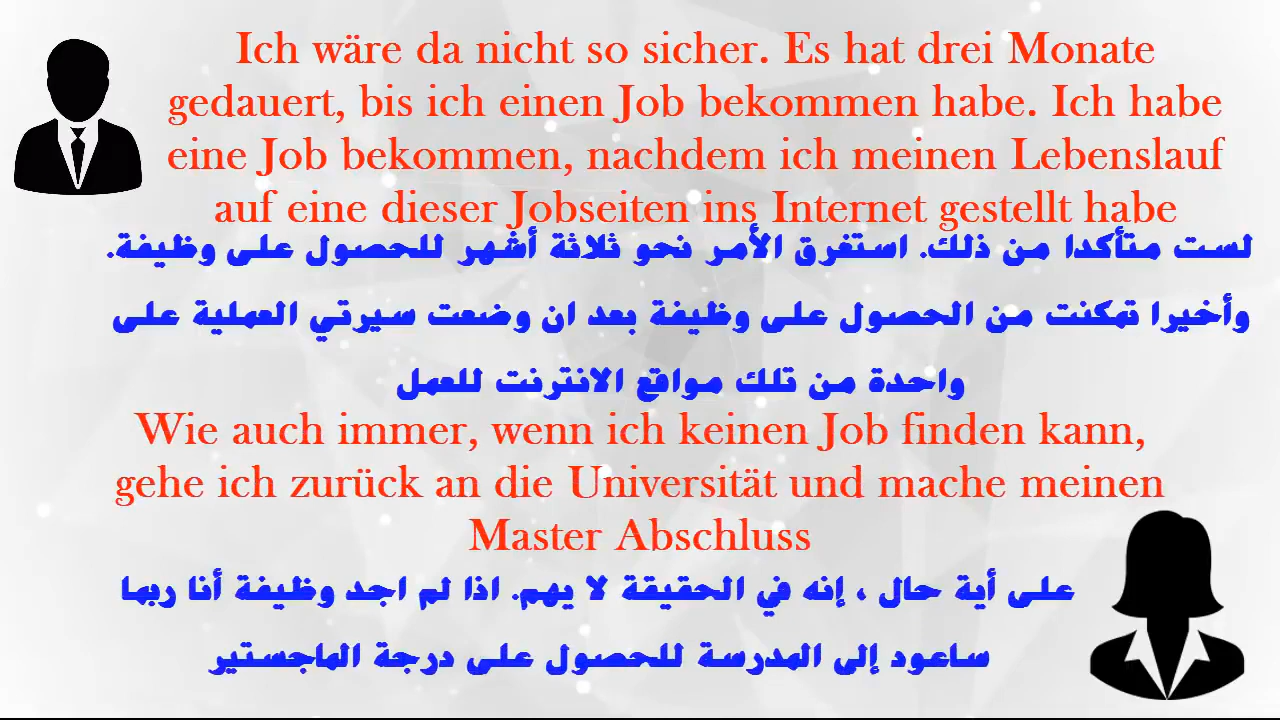 Ich wäre da nicht so sicher. Es hat drei Monate
gedauert, bis ich einen Job bekommen habe. Ich habe
eine Job bekommen, nachdem ich meinen Lebenslauf
auf eine dieser Jobseiten ins Internet gestellt habe
لست متأكدا من ذلك. استغرق الأمر نحو ثلاثة أشهر للحصول على وظيفة.
وأخيرا تمكنت من الحصول على وظيفة بعد ان وضعت سيرتي العملية على
واحدة من تلك مواقع الانترنت للعمل
Wie auch immer, wenn ich keinen Job finden kann,
gehe ich zurück an die Universität und mache meinen
Master Abschluss
على أية حال ، إنه في الحقيقة لا يهم. اذا لم اجد وظيفة أنا ربما
ساعود إلى المدرسة للحصول على درجة الماجستير